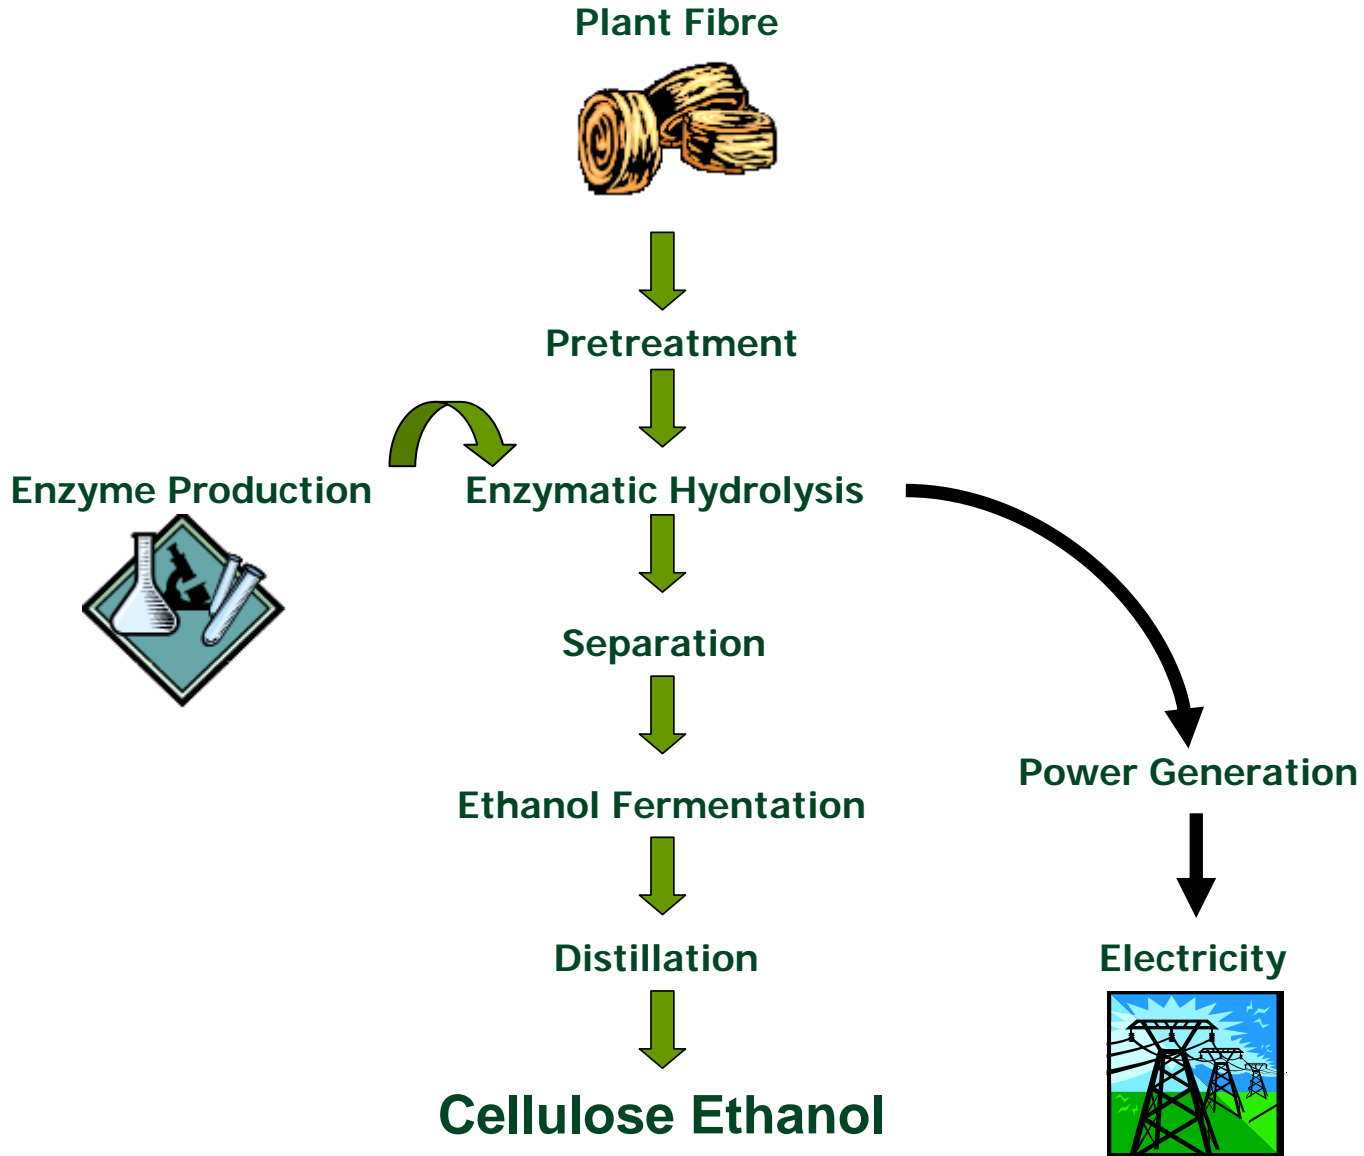 Plant Fibre
Pretreatment
Enzyme Production
Enzymatic Hydrolysis
Separation
Power Generation
Ethanol Fermentation
Distillation
Electricity
Cellulose Ethanol